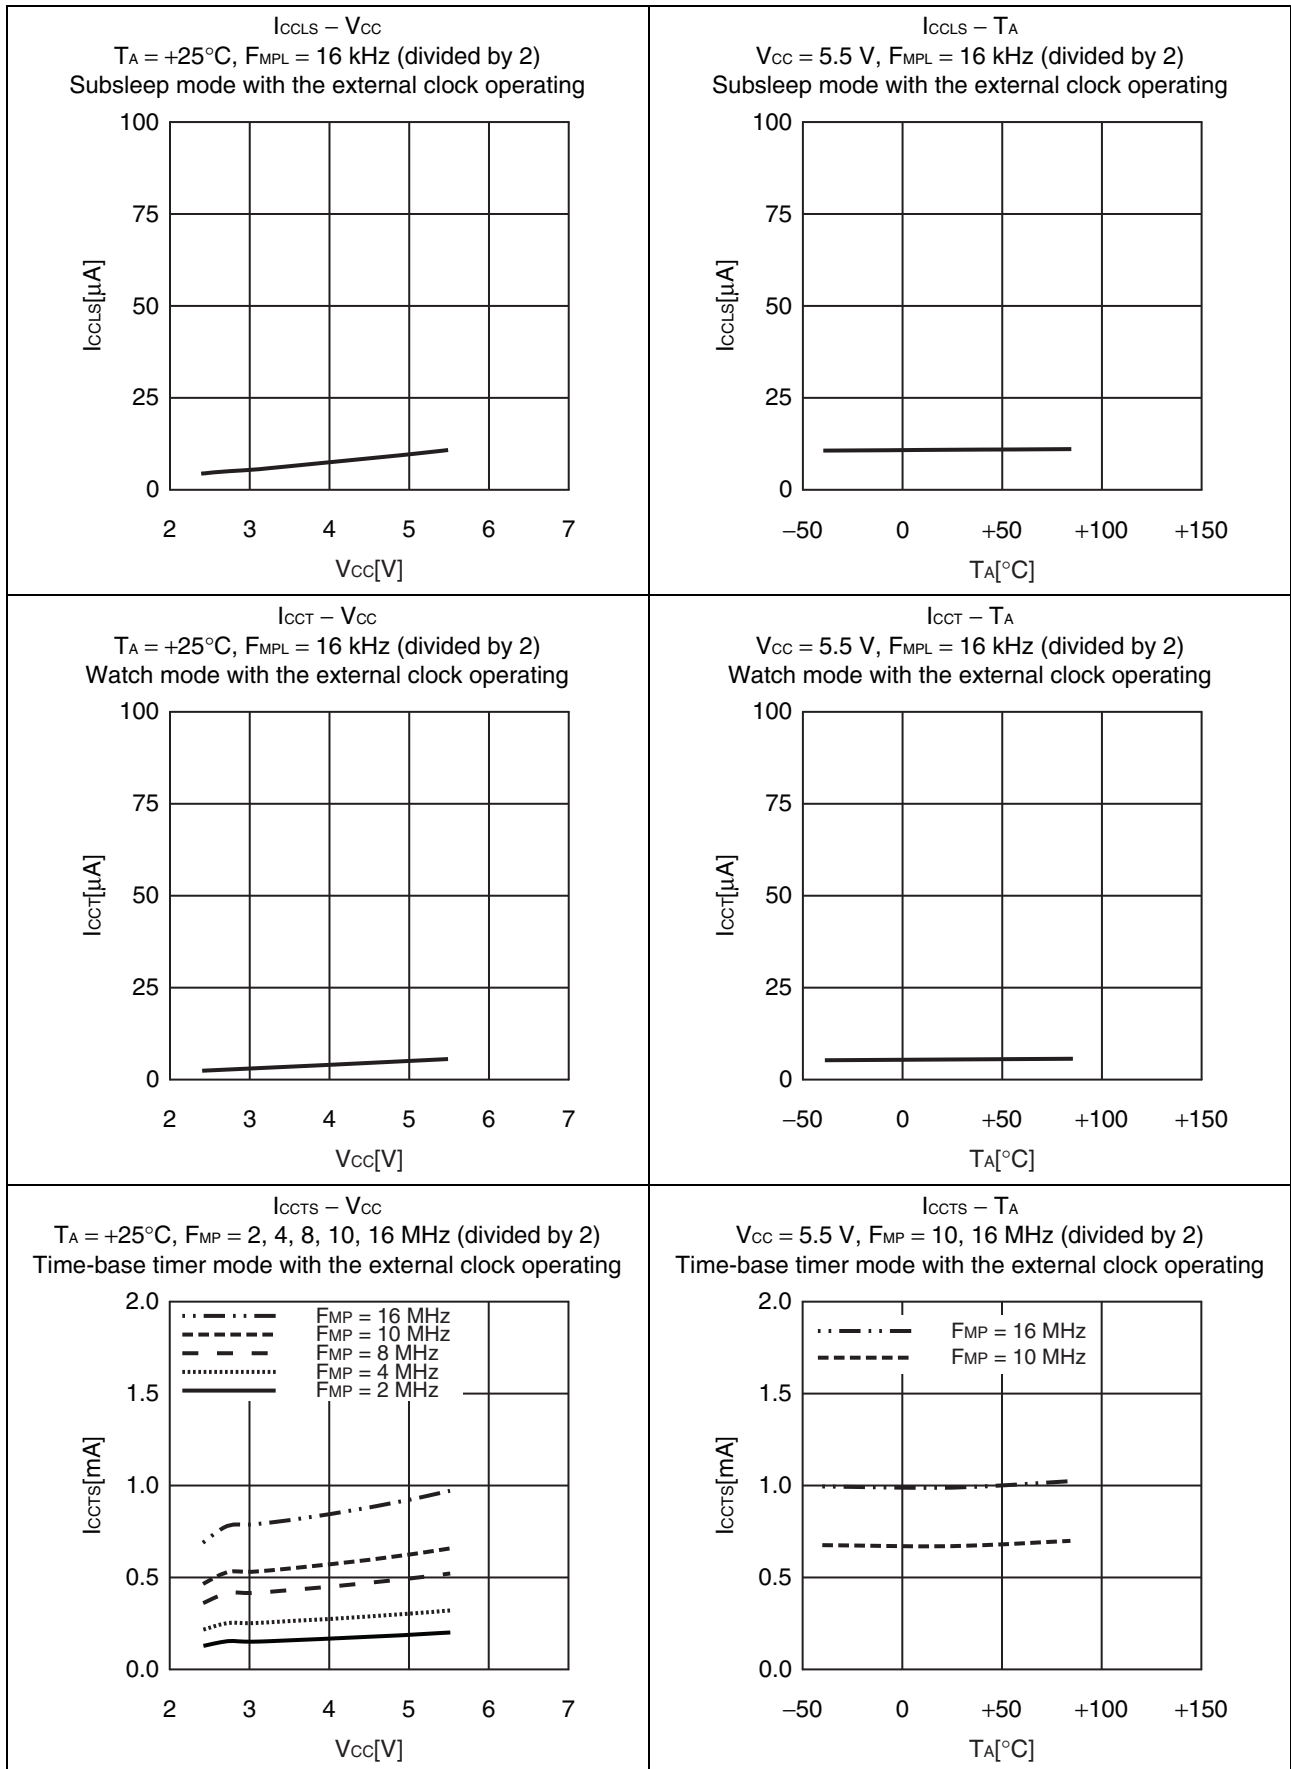 ICCLS – VCC
TA = +25°C, FMPL = 16 kHz (divided by 2)
Subsleep mode with the external clock operating
100
75
50
25
0
ICCLS[μA]
2 3 4 5 6 7
VCC[V]
ICCLS – TA
VCC = 5.5 V, FMPL = 16 kHz (divided by 2)
Subsleep mode with the external clock operating
100
75
50
25
0
ICCLS[μA]
−50 0 +50 +100 +150
TA[°C]
ICCT – VCC
TA = +25°C, FMPL = 16 kHz (divided by 2)
Watch mode with the external clock operating
100
75
50
25
0
ICCT[μA]
2 3 4 5 6 7
VCC[V]
ICCT – TA
VCC = 5.5 V, FMPL = 16 kHz (divided by 2)
Watch mode with the external clock operating
100
75
50
25
0
ICCT[μA]
−50 0 +50 +100 +150
TA[°C]
ICCTS – VCC
TA = +25°C, FMP = 2, 4, 8, 10, 16 MHz (divided by 2)
Time-base timer mode with the external clock operating
2.0
1.5
1.0
0.5
0.0
ICCTS[mA]
FMP = 16 MHz
FMP = 10 MHz
FMP = 8 MHz
FMP = 4 MHz
FMP = 2 MHz
2 3 4 5 6 7
VCC[V]
ICCTS – TA
VCC = 5.5 V, FMP = 10, 16 MHz (divided by 2)
Time-base timer mode with the external clock operating
2.0
1.5
1.0
0.5
0.0
ICCTS[mA]
FMP = 16 MHz
FMP = 10 MHz
−50 0 +50 +100 +150
TA[°C]